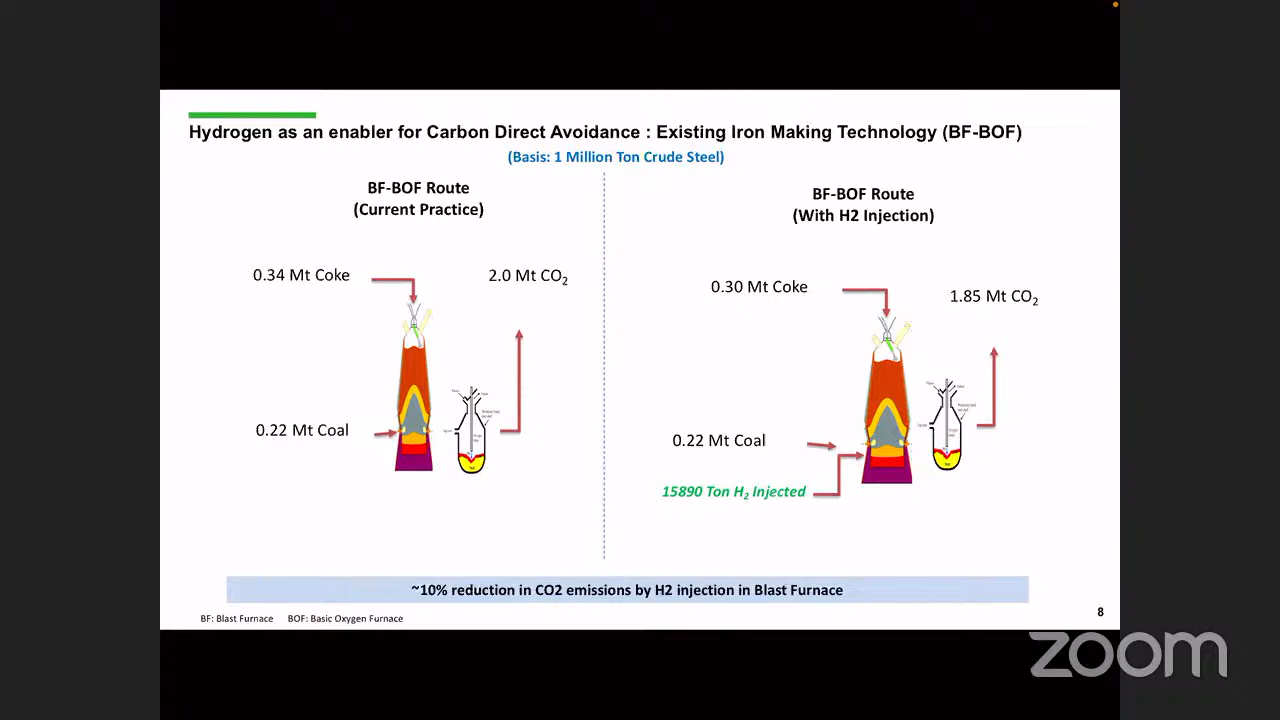 Hydrogen as an enabler for Carbon Direct Avoidance : Existing Iron Making Technology (BF-BOF)
(Basis: 1 Million Ton Crude Steel)
BF-BOF Route
(Current Practice)
0.34 Mt Coke
2.0 Mt CO2
0.22 Mt Coal
BF-BOF Route
(With H2 Injection)
0.30 Mt Coke
1.85 Mt CO2
0.22 Mt Coal
15890 Ton H2 Injected
~10% reduction in CO2 emissions by H2 injection in Blast Furnace
BF: Blast Furnace BOF: Basic Oxygen Furnace
8
zoom